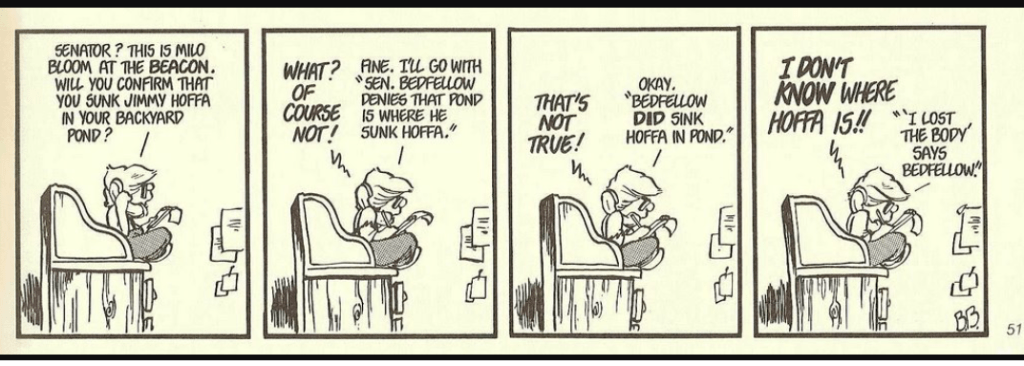 SENATOR? THIS IS MILO
BLOOM AT THE BEACON.
WILL YOU CONFIRM THAT
YOU SUNK JIMMY HOFFA
IN YOUR BACKYARD
POND?
WHAT?
OF
COURSE
NOT!
FINE. I'LL GO WITH
"SEN. BEDFELLOW
DENIES THAT POND
IS WHERE HE
SUNK HOFFA."
THAT'S
NOT
TRUE!
OKAY.
"BEDFELLOW
DID SINK
HOFFA IN POND."
I DON'T
KNOW WHERE
HOFFA IS!!
"'I LOST
THE BODY'
SAYS
BEDFELLOW."
B.B.
51